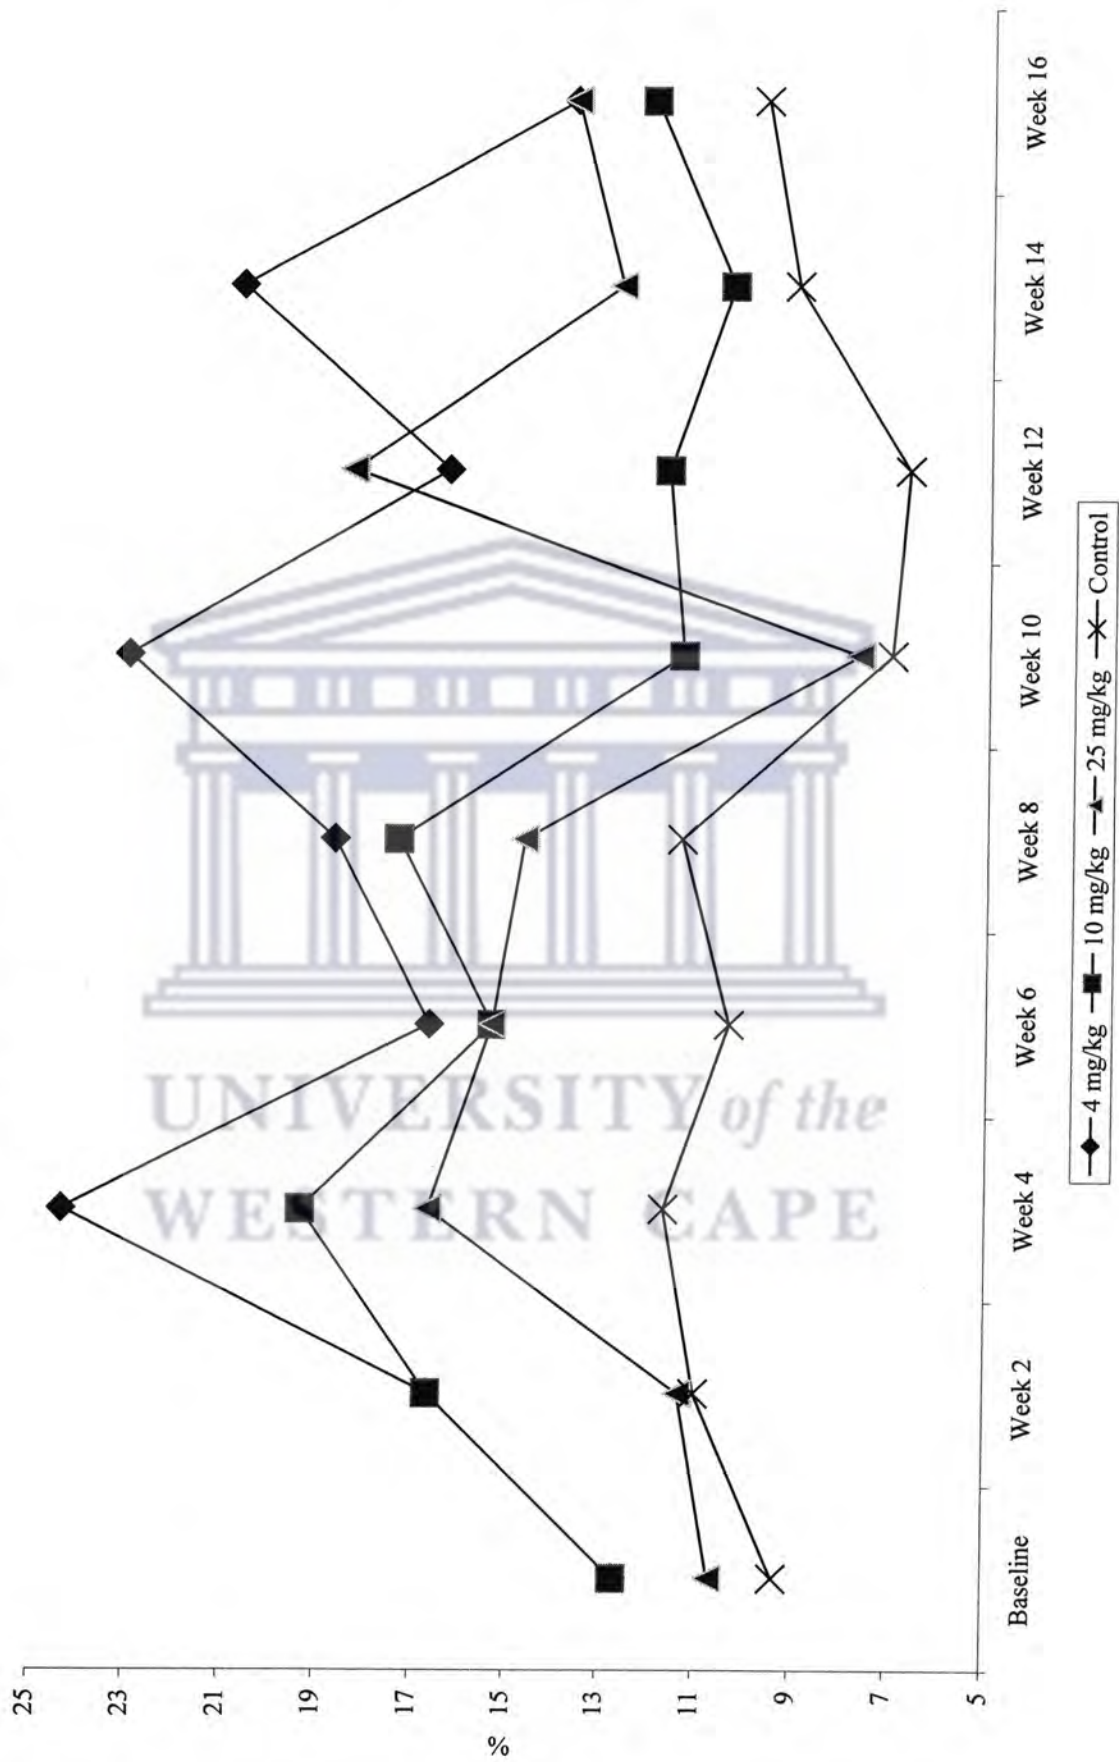 25
23
21
19
17
15
13
11
9
7
5
%
Baseline
Week 2
Week 4
Week 6
Week 8
Week 10
Week 12
Week 14
Week 16
4 mg/kg 10 mg/kg 25 mg/kg Control
UNIVERSITY of the
WESTERN CAPE